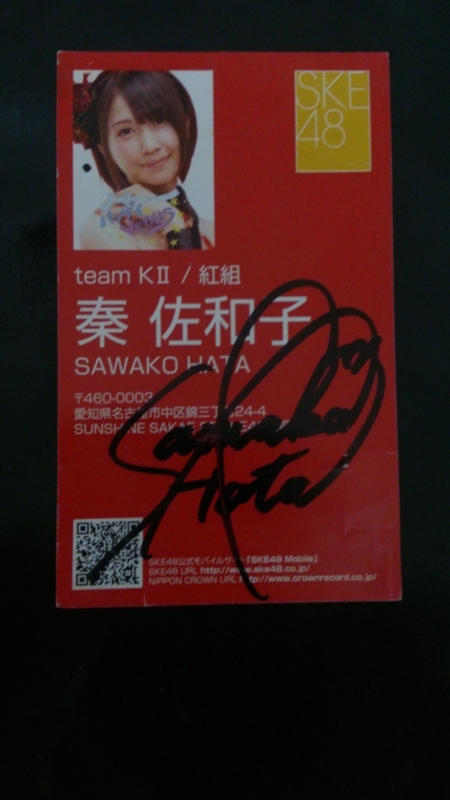 SKE
48
team KⅡ / 紅組
秦 佐和子
SAWAKO HATA
〒460-0003
愛知県名古屋市中区錦三丁目24-4
SUNSHINE SAKAE
Sawako
Hata
SKE48公式モバイルサイト「SKE48 Mobile」
SKE48 URL http://www.ske48.co.jp/
NIPPON CROWN URL http://www.crownrecord.co.jp/